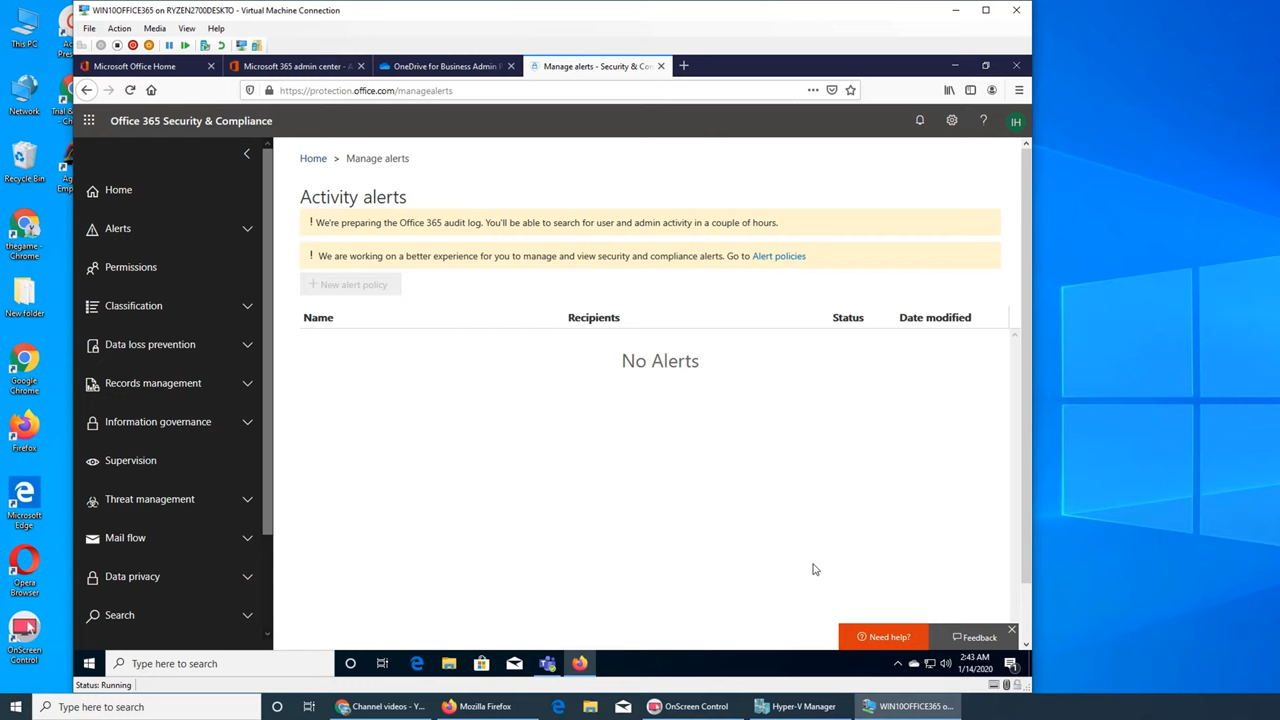 This PC
Network
Recycle Bin
thegame -
Chrome
New folder
Google
Chrome
Firefox
Microsoft
Edge
Opera
Browser
OnScreen
Control
WIN10OFFICE365 on RYZEN2700DESKTO - Virtual Machine Connection
File Action Media View Help
Microsoft Office Home
Microsoft 365 admin center - A
OneDrive for Business Admin P
Manage alerts - Security & Con
https://protection.office.com/managealerts
Office 365 Security & Compliance
IH
Home
Alerts
Permissions
Classification
Data loss prevention
Records management
Information governance
Supervision
Threat management
Mail flow
Data privacy
Search
Home > Manage alerts
Activity alerts
! We're preparing the Office 365 audit log. You'll be able to search for user and admin activity in a couple of hours.
! We are working on a better experience for you to manage and view security and compliance alerts. Go to Alert policies
+ New alert policy
Name Recipients Status Date modified
No Alerts
Need help?
Feedback
Type here to search
2:43 AM
1/14/2020
Status: Running
Type here to search
Channel videos - Y...
Mozilla Firefox
OnScreen Control
Hyper-V Manager
WIN10OFFICE365 o...